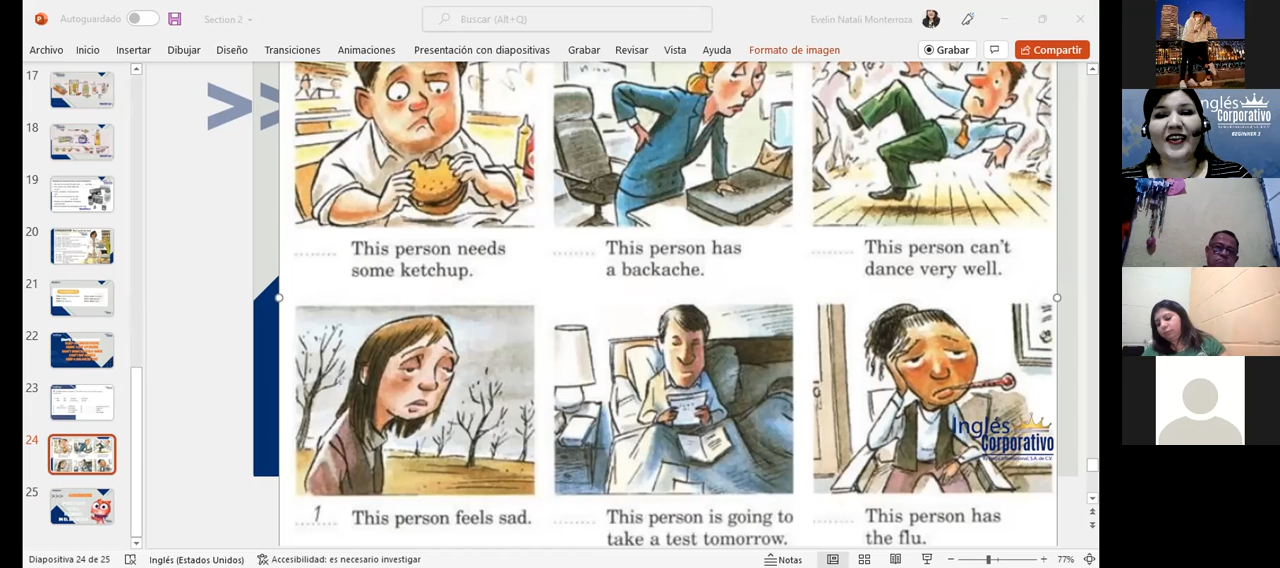 Autoguardado
Section 2
Buscar (Alt+Q)
Evelin Natali Monterroza
Archivo Inicio Insertar Dibujar Diseño Transiciones Animaciones Presentación con diapositivas Grabar Revisar Vista Ayuda Formato de imagen
Grabar
Compartir
17
18
19
20
21
22
23
24
25
>>
This person needs
some ketchup.
This person has
a backache.
This person can't
dance very well.
1 This person feels sad.
This person is going to
take a test tomorrow.
This person has
the flu.
Inglés
Corporativo
Inglés
Corporativo
BEGINNER 3
Diapositiva 24 de 25
Inglés (Estados Unidos)
Accesibilidad: es necesario investigar
Notas
77%